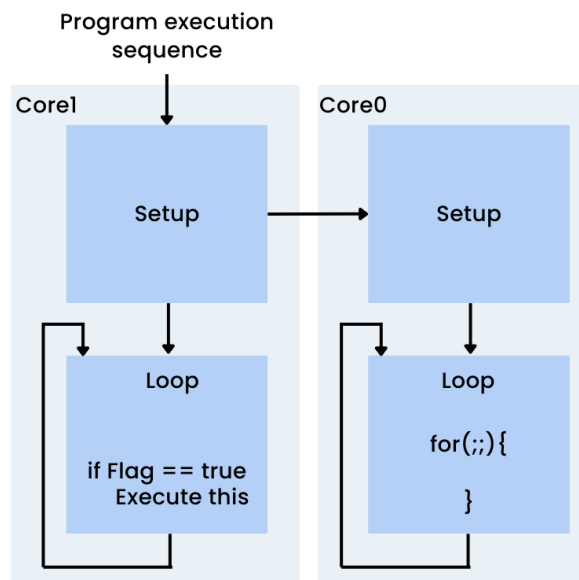 Program execution
sequence
Core1
Core0
Setup
Setup
Loop
if Flag == true
Execute this
Loop
for(;;){
}